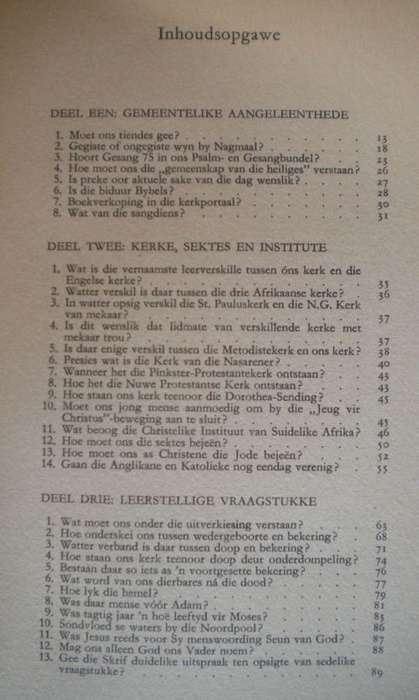 Inhoudsopgawe
DEEL EEN: GEMEENTELIKE AANGELEENTHEDE
1. Moet ons tiendes gee? 13
2. Gegiste of ongegiste wyn by Nagmaal? 18
3. Hoort Gesang 75 in ons Psalm- en Gesangbundel? 23
4. Hoe moet ons die „gemeenskap van die heiliges” verstaan? 26
5. Is preke oor aktuele sake van die dag wenslik? 27
6. Is die biduur Bybels? 28
7. Boekverkoping in die kerkportaal? 30
8. Wat van die sangdiens? 31
DEEL TWEE: KERKE, SEKTES EN INSTITUTE
1. Wat is die vernaamste leerverskille tussen óns kerk en die
Engelse kerke? 35
2. Watter verskil is daar tussen die drie Afrikaanse kerke? 36
3. In watter opsig verskil die St. Pauluskerk en die N.G. Kerk
van mekaar? 37
4. Is dit wenslik dat lidmate van verskillende kerke met
mekaar trou? 37
5. Is daar enige verskil tussen die Metodistekerk en ons kerk? 38
6. Presies wat is die Kerk van die Nasarener? 40
7. Wanneer het die Pinkster-Protestantekerk ontstaan? 43
8. Hoe het die Nuwe Protestantse Kerk ontstaan? 43
9. Hoe staan ons kerk teenoor die Dorothea-Sending? 45
10. Moet ons jong mense aanmoedig om by die „Jeug vir
Christus”-beweging aan te sluit? 45
11. Wat beoog die Christelike Instituut van Suidelike Afrika? 46
12. Hoe moet ons die sektes bejeën? 50
13. Hoe moet ons as Christene die Jode bejeën? 52
14. Gaan die Anglikane en Katolieke nog eendag verenig? 55
DEEL DRIE: LEERSTELLIGE VRAAGSTUKKE
1. Wat moet ons onder die uitverkiesing verstaan? 63
2. Hoe onderskei ons tussen wedergeboorte en bekering? 68
3. Watter verband is daar tussen doop en bekering? 71
4. Hoe staan ons kerk teenoor doop deur onderdompeling? 74
5. Bestaan daar so iets as 'n voortgesette bekering? 76
6. Wat word van ons dierbares ná die dood? 77
7. Hoe lyk die hemel? 79
8. Was daar mense vóór Adam? 81
9. Was tagtig jaar 'n hoë leeftyd vir Moses? 85
10. Sondvloed se waters by die Noordpool? 86
11. Was Jesus reeds voor Sy menswording Seun van God? 87
12. Mag ons alleen God ons Vader noem? 88
13. Gee die Skrif duidelike uitspraak ten opsigte van sedelike
vraagstukke? 89